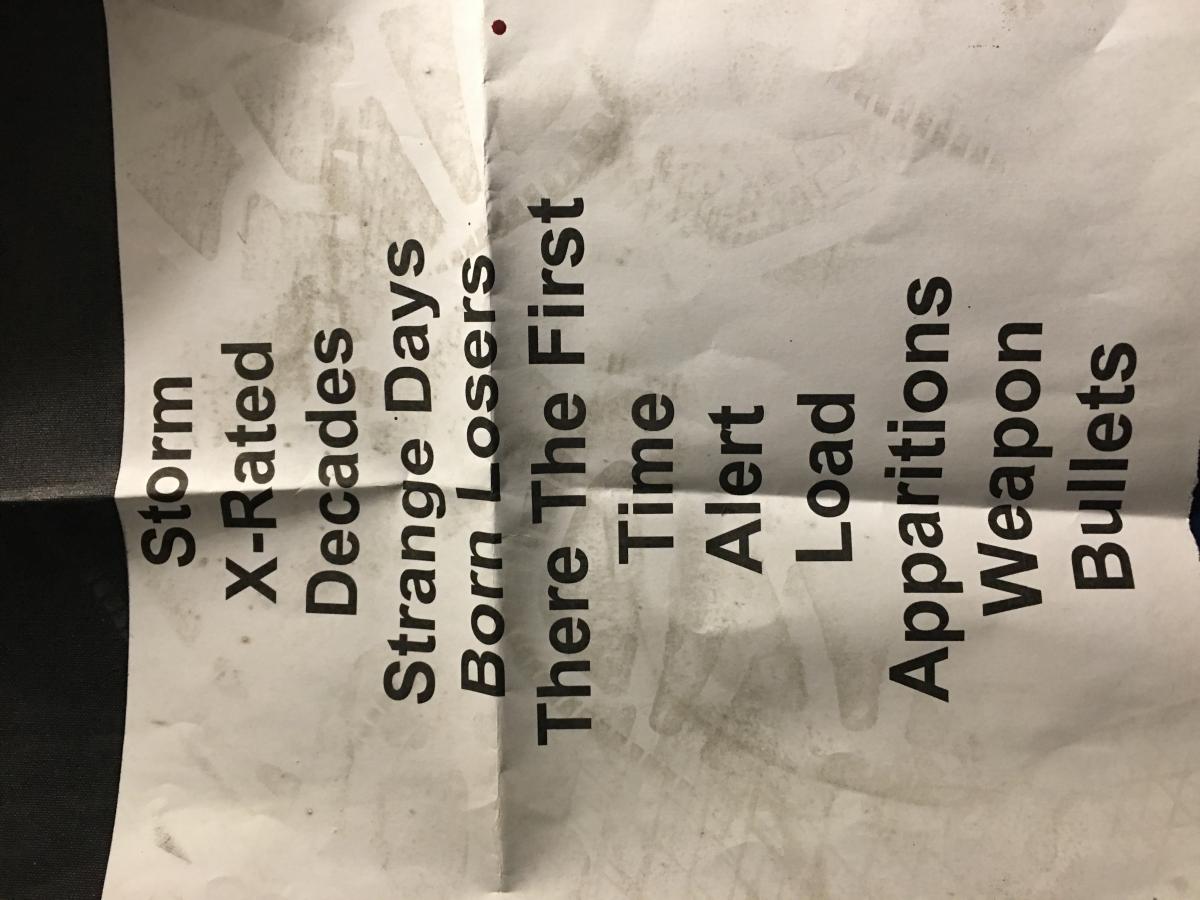 Storm
X-Rated
Decades
Strange Days
Born Losers
There The First
Time
Alert
Load
Apparitions
Weapon
Bullets